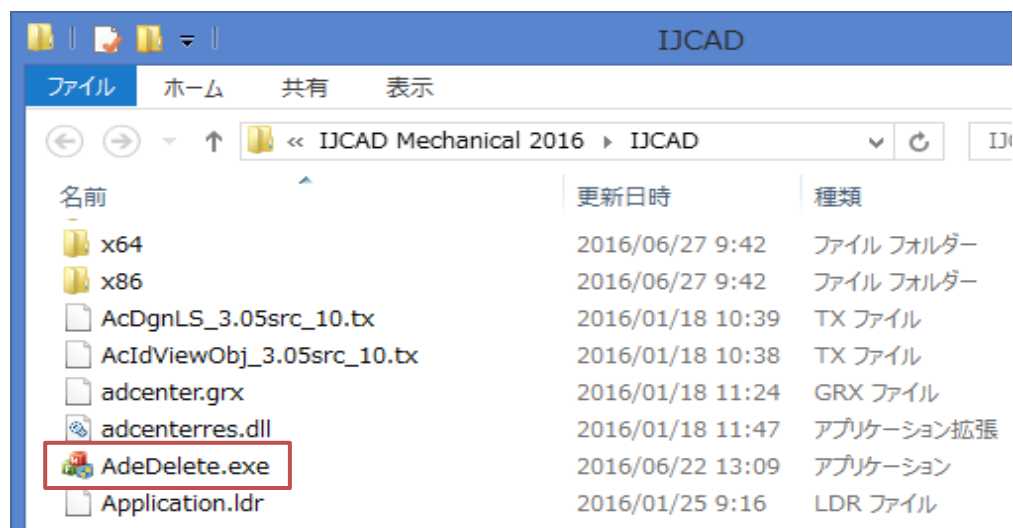 IJCAD
ファイル ホーム 共有 表示
« IJCAD Mechanical 2016 ▸ IJCAD
名前 更新日時 種類
x64 2016/06/27 9:42 ファイル フォルダー
x86 2016/06/27 9:42 ファイル フォルダー
AcDgnLS_3.05src_10.tx 2016/01/18 10:39 TX ファイル
AcIdViewObj_3.05src_10.tx 2016/01/18 10:38 TX ファイル
adcenter.grx 2016/01/18 11:24 GRX ファイル
adcenterres.dll 2016/01/18 11:47 アプリケーション拡張
AdeDelete.exe 2016/06/22 13:09 アプリケーション
Application.ldr 2016/01/25 9:16 LDR ファイル